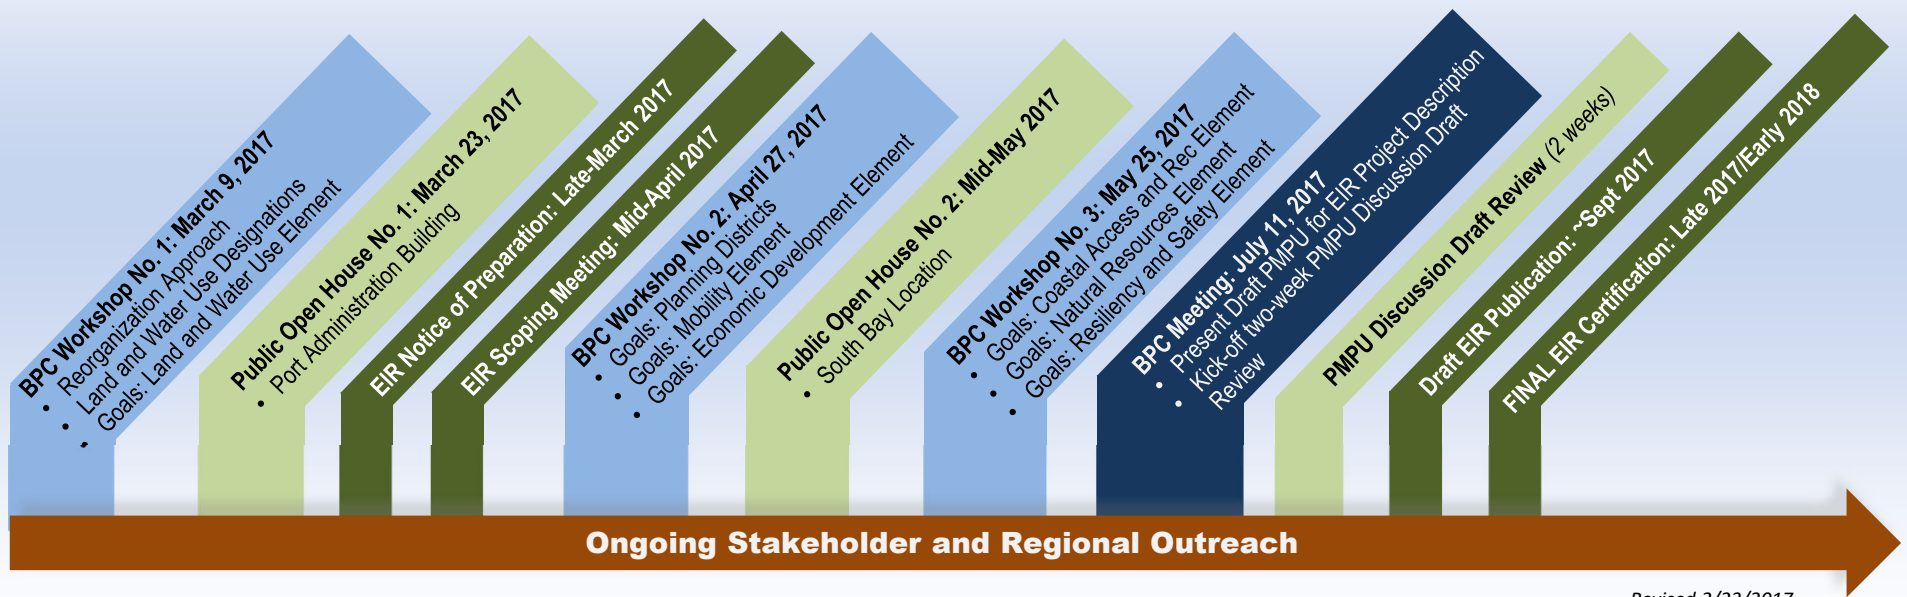 BPC Workshop No. 1: March 9, 2017
• Reorganization Approach
• Land and Water Use Designations
• Goals: Land and Water Use Element
Public Open House No. 1: March 23, 2017
• Port Administration Building
EIR Notice of Preparation: Late-March 2017
EIR Scoping Meeting: Mid-April 2017
BPC Workshop No. 2: April 27, 2017
• Goals: Planning Districts
• Goals: Mobility Element
• Goals: Economic Development Element
Public Open House No. 2: Mid-May 2017
• South Bay Location
BPC Workshop No. 3: May 25, 2017
• Goals: Coastal Access and Rec Element
• Goals: Natural Resources Element
• Goals: Resiliency and Safety Element
BPC Meeting: July 11, 2017
• Present Draft PMPU for EIR Project Description
• Kick-off two-week PMPU Discussion Draft
Review
PMPU Discussion Draft Review (2 weeks)
Draft EIR Publication: ~Sept 2017
FINAL EIR Certification: Late 2017/Early 2018
Ongoing Stakeholder and Regional Outreach